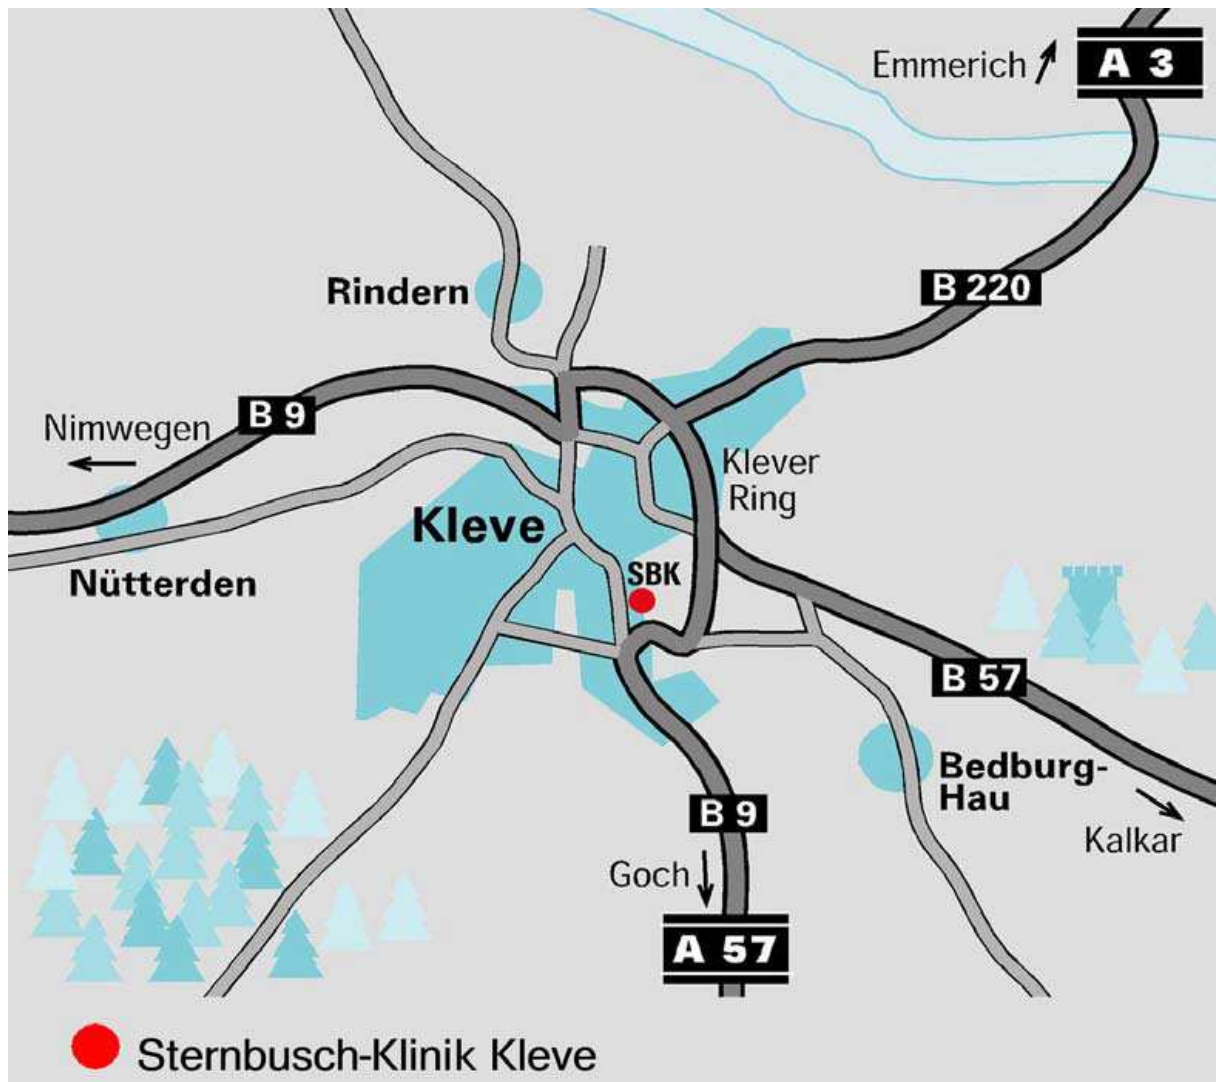 Emmerich
A 3
B 220
Rindern
B 9
Nimwegen
Klever
Ring
Kleve
SBK
Nütterden
B 57
Bedburg-
Hau
B 9
Kalkar
Goch
A 57
Sternbusch-Klinik Kleve